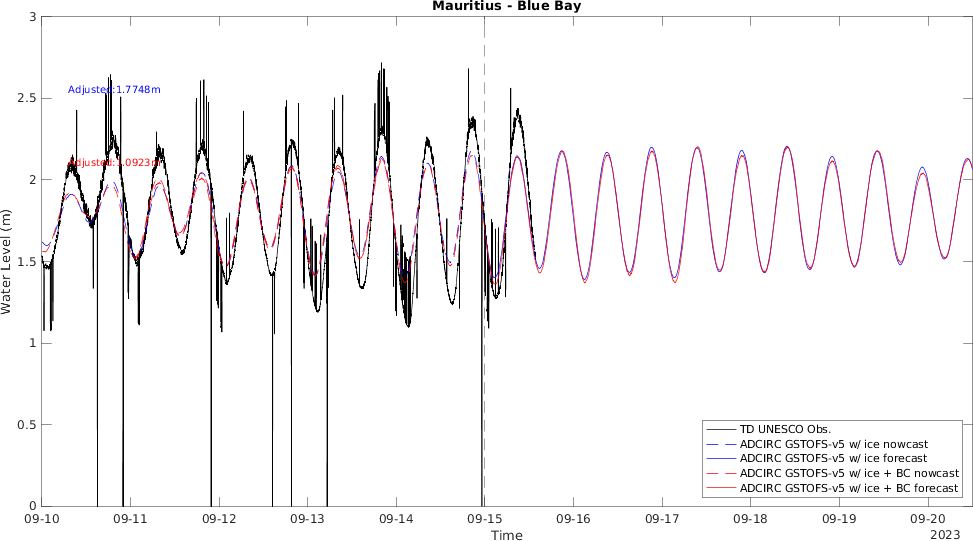 Mauritius - Blue Bay
3
2.5
2
1.5
1
0.5
0
Water Level (m)
Adjusted:1.7748m
09-10
09-11
09-12
09-13
09-14
09-15
09-16
09-17
09-18
09-19
09-20
Time
2023
TD UNESCO Obs.
ADCIRC GSTOFS-v5 w/ ice nowcast
ADCIRC GSTOFS-v5 w/ ice forecast
ADCIRC GSTOFS-v5 w/ ice + BC nowcast
ADCIRC GSTOFS-v5 w/ ice + BC forecast